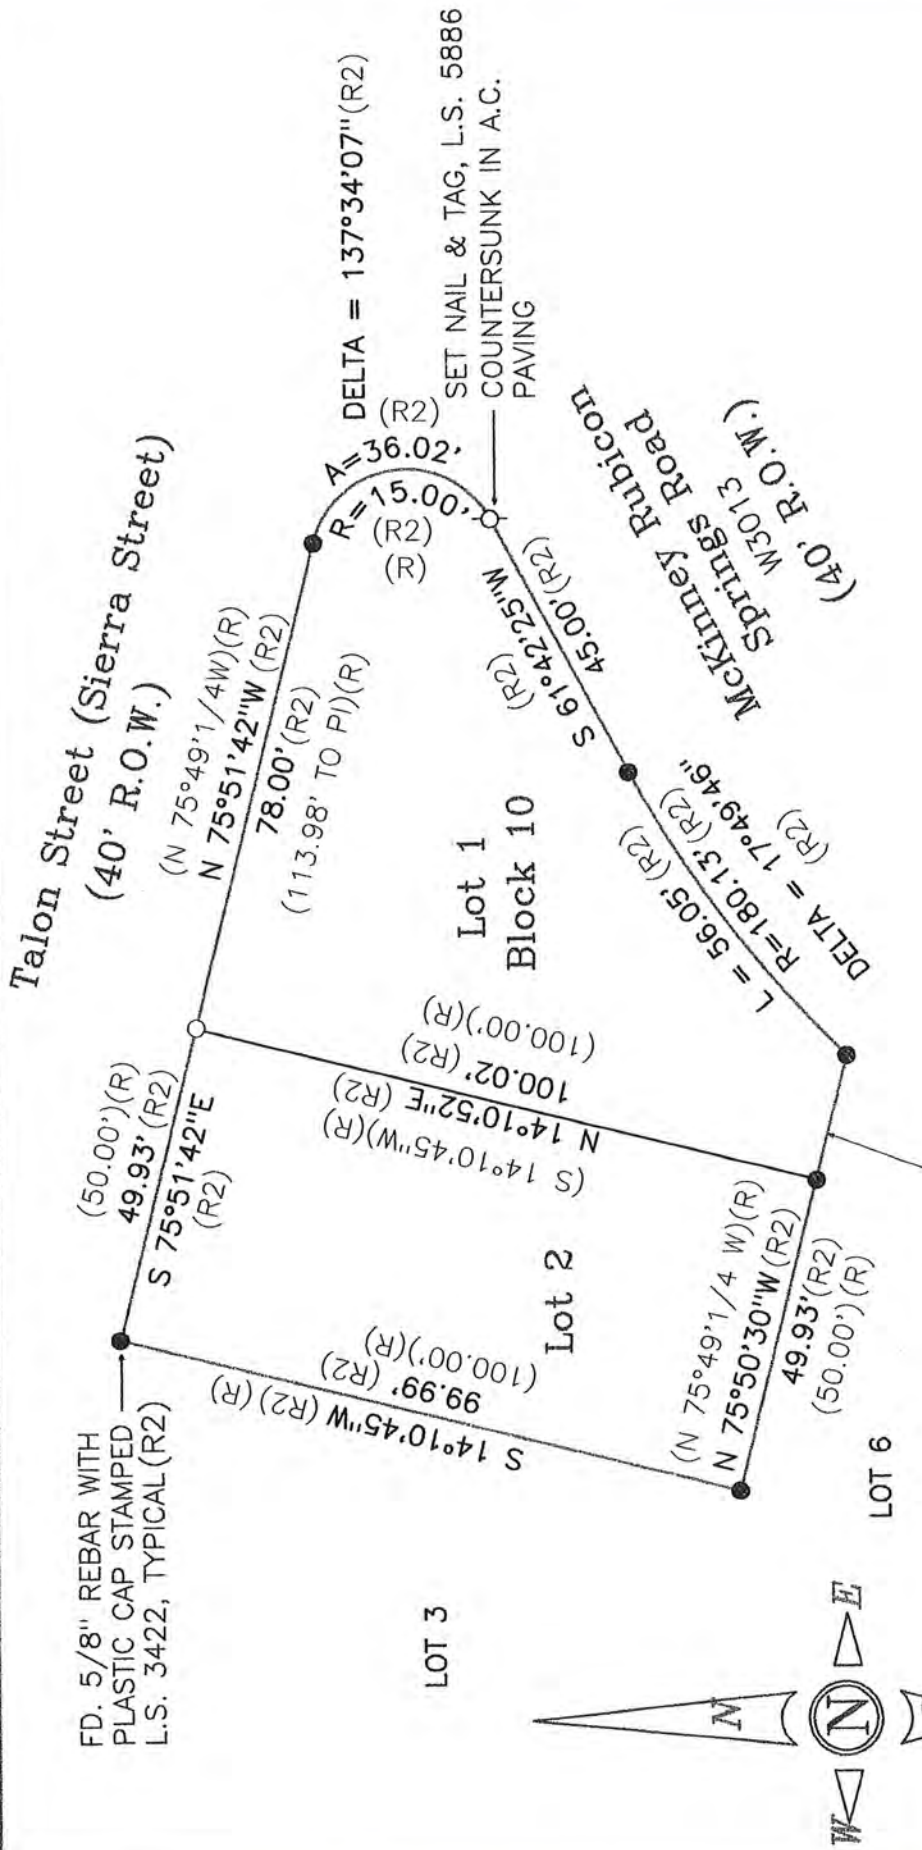 Talon Street (Sierra Street)
(40' R.O.W.)
FD. 5/8" REBAR WITH
PLASTIC CAP STAMPED
L.S. 3422, TYPICAL(R2)
(50.00')(R)
49.93' (R2)
S 75°51'42"E
(R2)
(N 75°49'1/4W)(R)
N 75°51'42"W (R2)
78.00' (R2)
(113.98' TO PI)(R)
DELTA = 137°34'07"(R2)
(R2)
A=36.02'
R=15.00'
(R2)
(R)
SET NAIL & TAG, L.S. 5886
COUNTERSUNK IN A.C.
PAVING
LOT 3
S 14°10'45"W (R2) (R)
99.99' (R2)
(100.00')(R)
Lot 2
(S 14°10'45"W)(R)
N 14°10'52"E (R2)
100.02' (R2)
(100.00')(R)
Lot 1
Block 10
(R2)
S 61°42'25"W
45.00' (R2)
McKinney Rubicon
Springs Road
W3013
(40' R.O.W.)
L = 56.05' (R2)
R=180.13' (R2)
DELTA = 17°49'46"
(R2)
(N 75°49'1/4 W)(R)
N 75°50'30"W (R2)
49.93'(R2)
(50.00')(R)
LOT 6
N
W N E